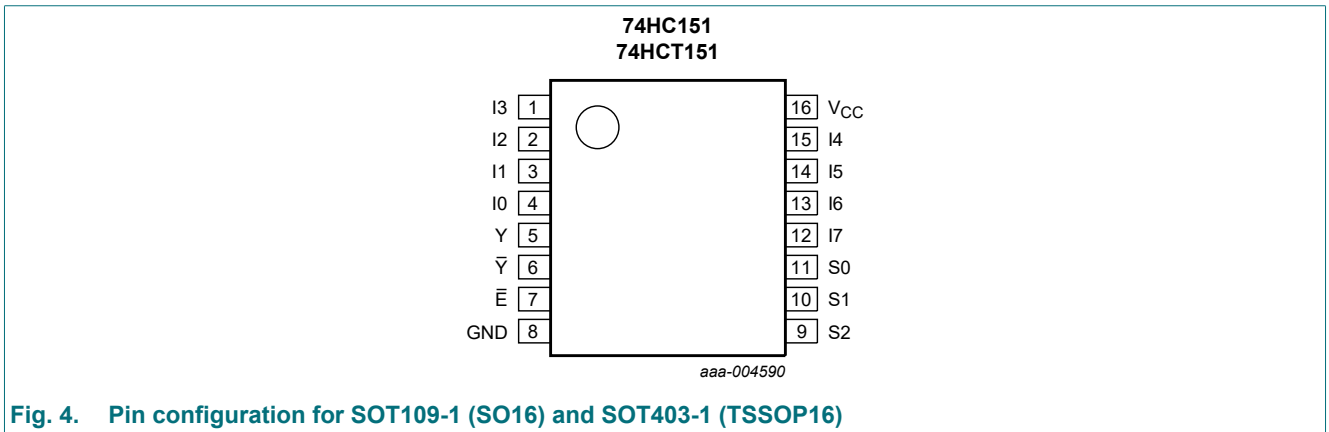 74HC151
74HCT151
I3 1 16 VCC
I2 2 15 I4
I1 3 14 I5
I0 4 13 I6
Y 5 12 I7
Y̅ 6 11 S0
E̅ 7 10 S1
GND 8 9 S2
aaa-004590
Fig. 4. Pin configuration for SOT109-1 (SO16) and SOT403-1 (TSSOP16)